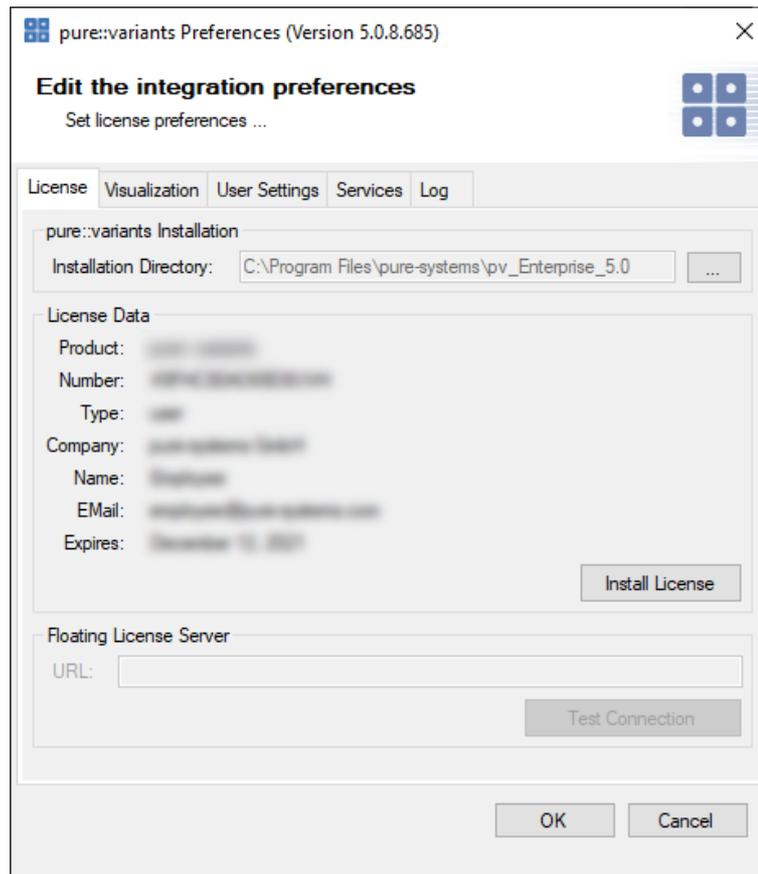 pure::variants Preferences (Version 5.0.8.685)
Edit the integration preferences
Set license preferences ...
License Visualization User Settings Services Log
pure::variants Installation
Installation Directory: C:\Program Files\pure-systems\pv_Enterprise_5.0 ...
License Data
Product:
Number:
Type:
Company:
Name:
EMail:
Expires:
Install License
Floating License Server
URL:
Test Connection
OK Cancel